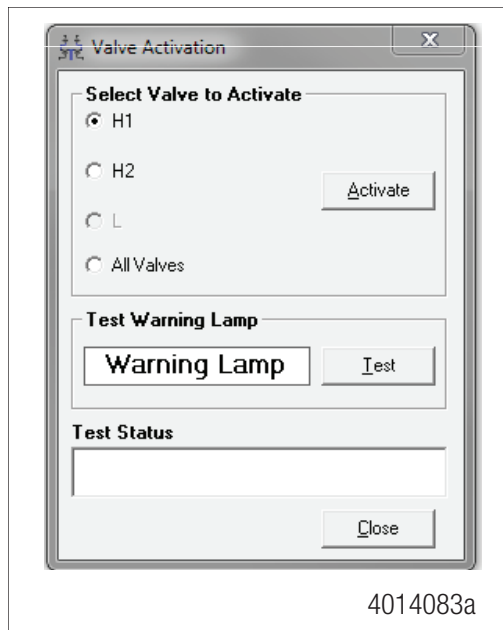 Valve Activation
Select Valve to Activate
H1
H2
Activate
L
All Valves
Test Warning Lamp
Warning Lamp
Test
Test Status
Close
4014083a